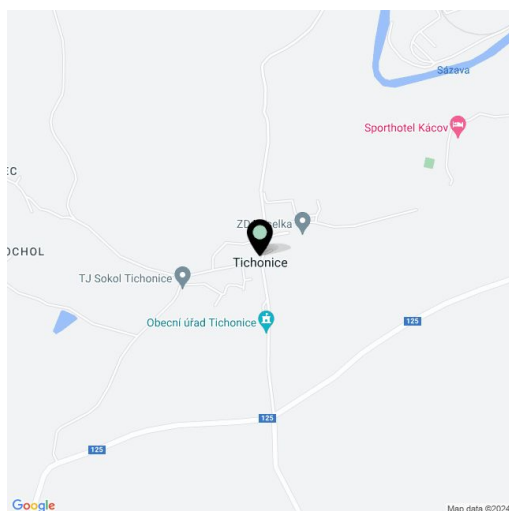 Sázava
Sporthotel Kácov
EC
OCHOL
Tichonice
TJ Sokol Tichonice
Obecní úřad Tichonice
125
125
125
Google
Map data ©2024